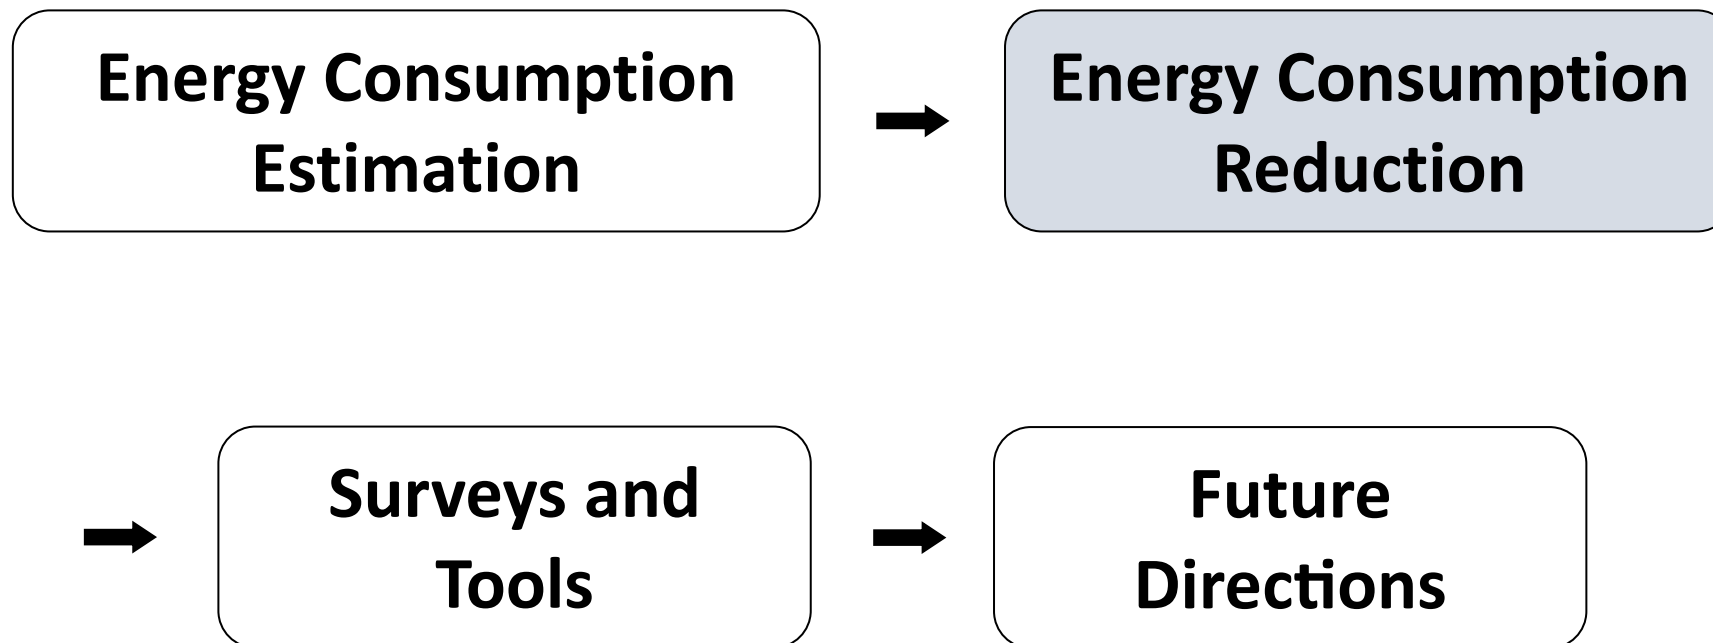 Energy Consumption
Estimation
Energy Consumption
Reduction
Surveys and
Tools
Future
Directions